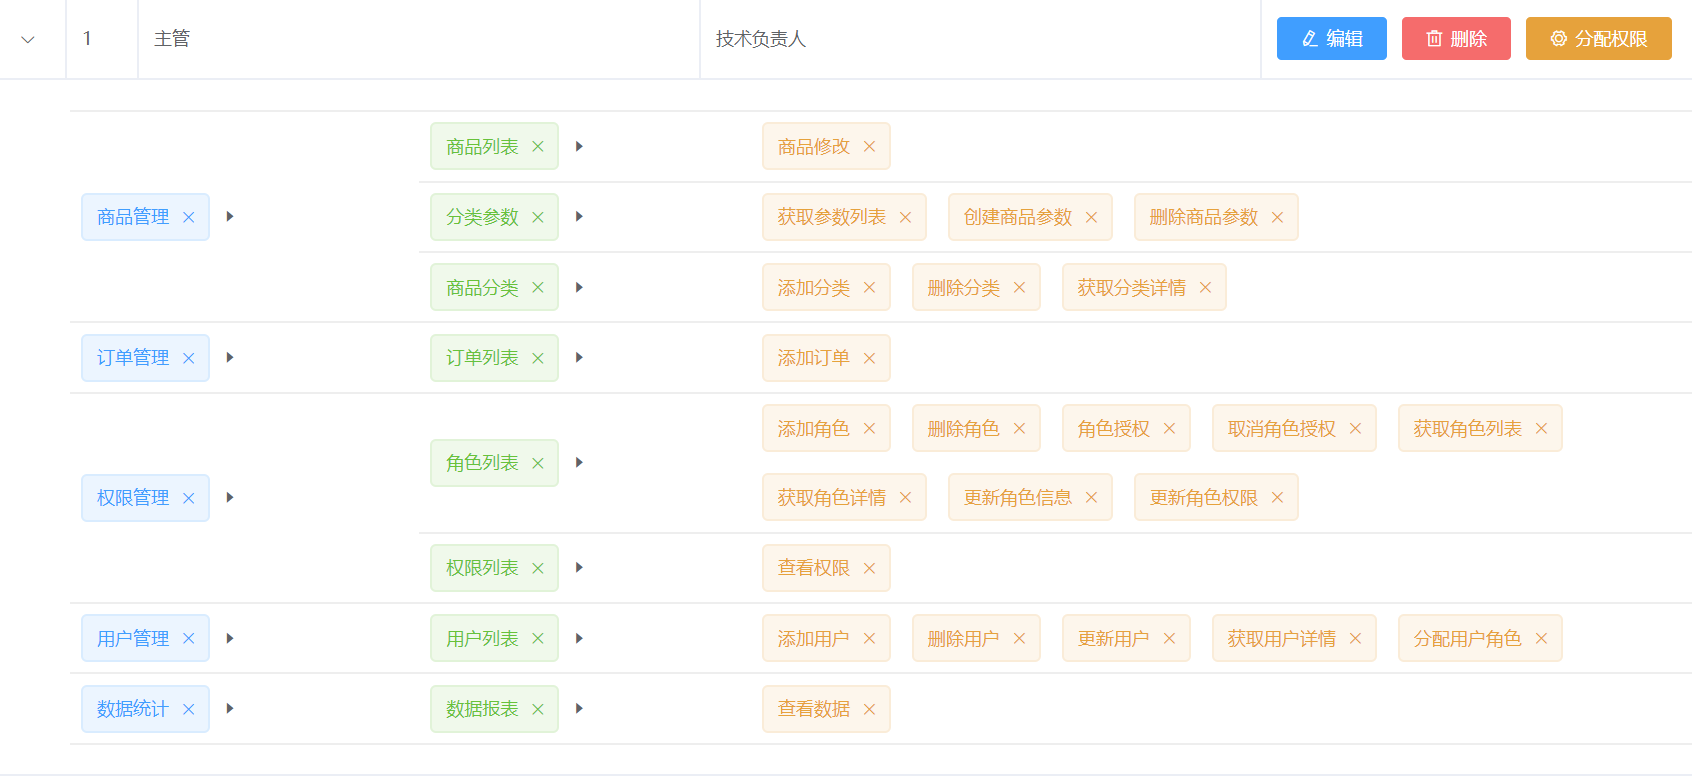 1 主管 技术负责人 编辑 删除 分配权限
商品列表 商品修改
商品管理 分类参数 获取参数列表 创建商品参数 删除商品参数
商品分类 添加分类 删除分类 获取分类详情
订单管理 订单列表 添加订单
添加角色 删除角色 角色授权 取消角色授权 获取角色列表
角色列表
权限管理 获取角色详情 更新角色信息 更新角色权限
权限列表 查看权限
用户管理 用户列表 添加用户 删除用户 更新用户 获取用户详情 分配用户角色
数据统计 数据报表 查看数据